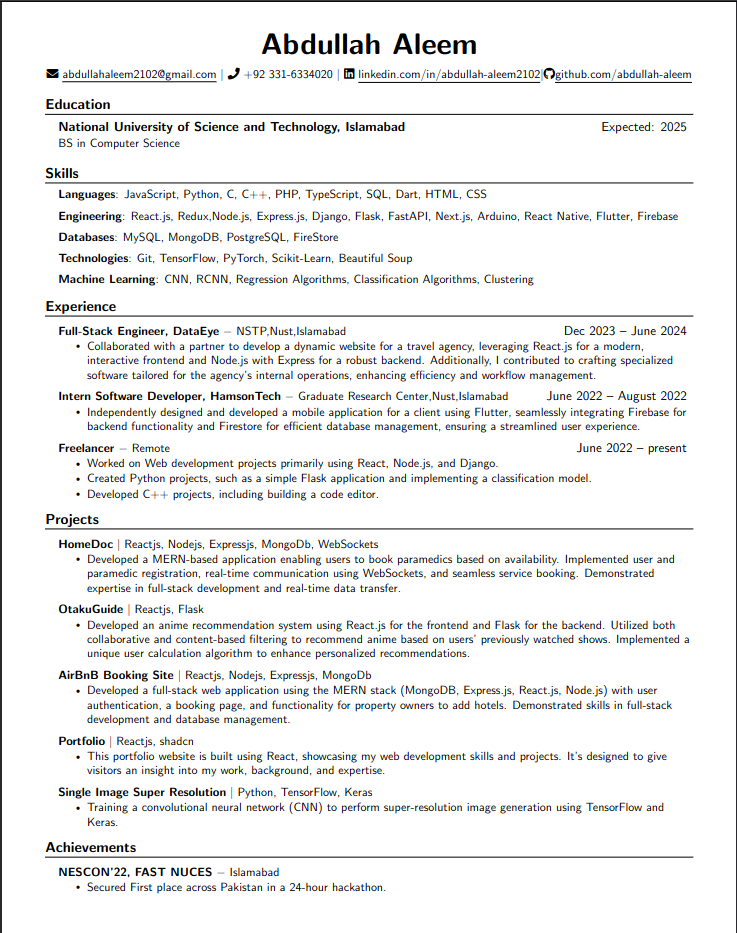 Abdullah Aleem
abdullahaleem2102@gmail.com | +92 331-6334020 | linkedin.com/in/abdullah-aleem2102|github.com/abdullah-aleem
Education
National University of Science and Technology, Islamabad Expected: 2025
BS in Computer Science
Skills
Languages: JavaScript, Python, C, C++, PHP, TypeScript, SQL, Dart, HTML, CSS
Engineering: React.js, Redux,Node.js, Express.js, Django, Flask, FastAPI, Next.js, Arduino, React Native, Flutter, Firebase
Databases: MySQL, MongoDB, PostgreSQL, FireStore
Technologies: Git, TensorFlow, PyTorch, Scikit-Learn, Beautiful Soup
Machine Learning: CNN, RCNN, Regression Algorithms, Classification Algorithms, Clustering
Experience
Full-Stack Engineer, DataEye – NSTP,Nust,Islamabad Dec 2023 – June 2024
• Collaborated with a partner to develop a dynamic website for a travel agency, leveraging React.js for a modern,
interactive frontend and Node.js with Express for a robust backend. Additionally, I contributed to crafting specialized
software tailored for the agency's internal operations, enhancing efficiency and workflow management.
Intern Software Developer, HamsonTech – Graduate Research Center,Nust,Islamabad June 2022 – August 2022
• Independently designed and developed a mobile application for a client using Flutter, seamlessly integrating Firebase for
backend functionality and Firestore for efficient database management, ensuring a streamlined user experience.
Freelancer – Remote June 2022 – present
• Worked on Web development projects primarily using React, Node.js, and Django.
• Created Python projects, such as a simple Flask application and implementing a classification model.
• Developed C++ projects, including building a code editor.
Projects
HomeDoc | Reactjs, Nodejs, Expressjs, MongoDb, WebSockets
• Developed a MERN-based application enabling users to book paramedics based on availability. Implemented user and
paramedic registration, real-time communication using WebSockets, and seamless service booking. Demonstrated
expertise in full-stack development and real-time data transfer.
OtakuGuide | Reactjs, Flask
• Developed an anime recommendation system using React.js for the frontend and Flask for the backend. Utilized both
collaborative and content-based filtering to recommend anime based on users' previously watched shows. Implemented a
unique user calculation algorithm to enhance personalized recommendations.
AirBnB Booking Site | Reactjs, Nodejs, Expressjs, MongoDb
• Developed a full-stack web application using the MERN stack (MongoDB, Express.js, React.js, Node.js) with user
authentication, a booking page, and functionality for property owners to add hotels. Demonstrated skills in full-stack
development and database management.
Portfolio | Reactjs, shadcn
• This portfolio website is built using React, showcasing my web development skills and projects. It's designed to give
visitors an insight into my work, background, and expertise.
Single Image Super Resolution | Python, TensorFlow, Keras
• Training a convolutional neural network (CNN) to perform super-resolution image generation using TensorFlow and
Keras.
Achievements
NESCON'22, FAST NUCES – Islamabad
• Secured First place across Pakistan in a 24-hour hackathon.